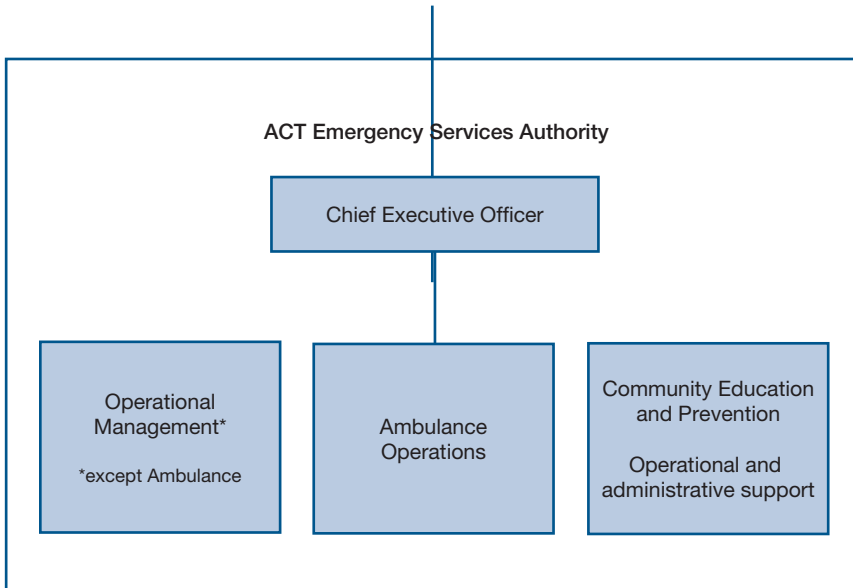 ACT Emergency Services Authority
Chief Executive Officer
Operational
Management*
*except Ambulance
Ambulance
Operations
Community Education
and Prevention
Operational and
administrative support